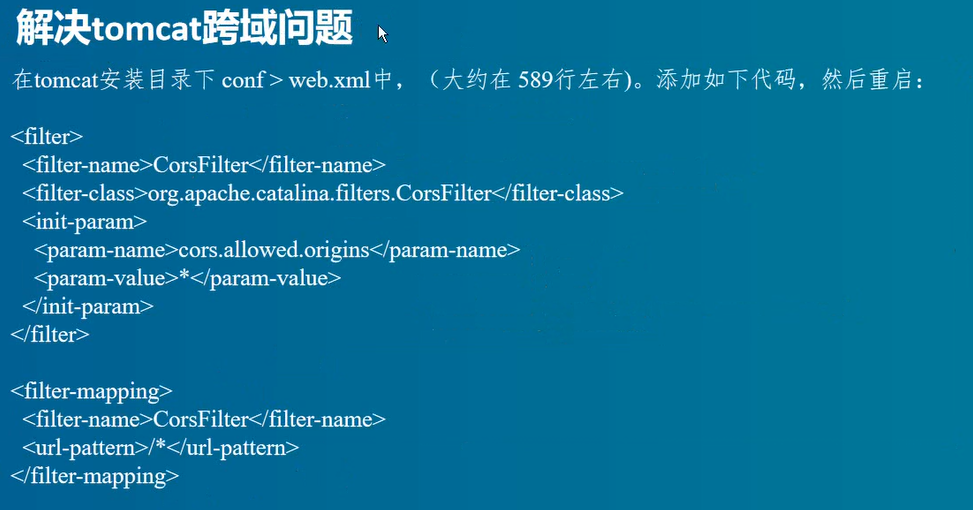 解决tomcat跨域问题
在tomcat安装目录下 conf > web.xml中，（大约在 589行左右)。添加如下代码，然后重启：
<filter>
  <filter-name>CorsFilter</filter-name>
  <filter-class>org.apache.catalina.filters.CorsFilter</filter-class>
  <init-param>
    <param-name>cors.allowed.origins</param-name>
    <param-value>*</param-value>
  </init-param>
</filter>
<filter-mapping>
  <filter-name>CorsFilter</filter-name>
  <url-pattern>/*</url-pattern>
</filter-mapping>